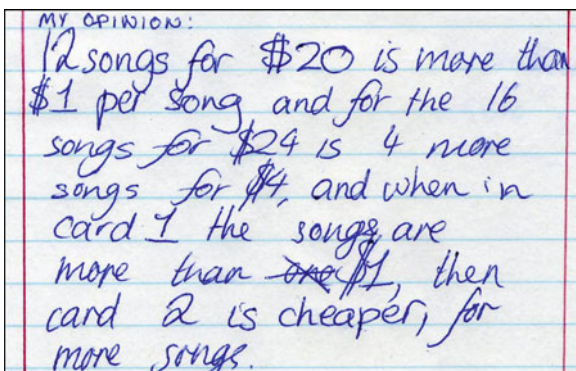 MY OPINION:
12 songs for $20 is more than
$1 per song and for the 16
songs for $24 is 4 more
songs for $4, and when in
card 1 the songs are
more than one $1, then
card 2 is cheaper, for
more songs.